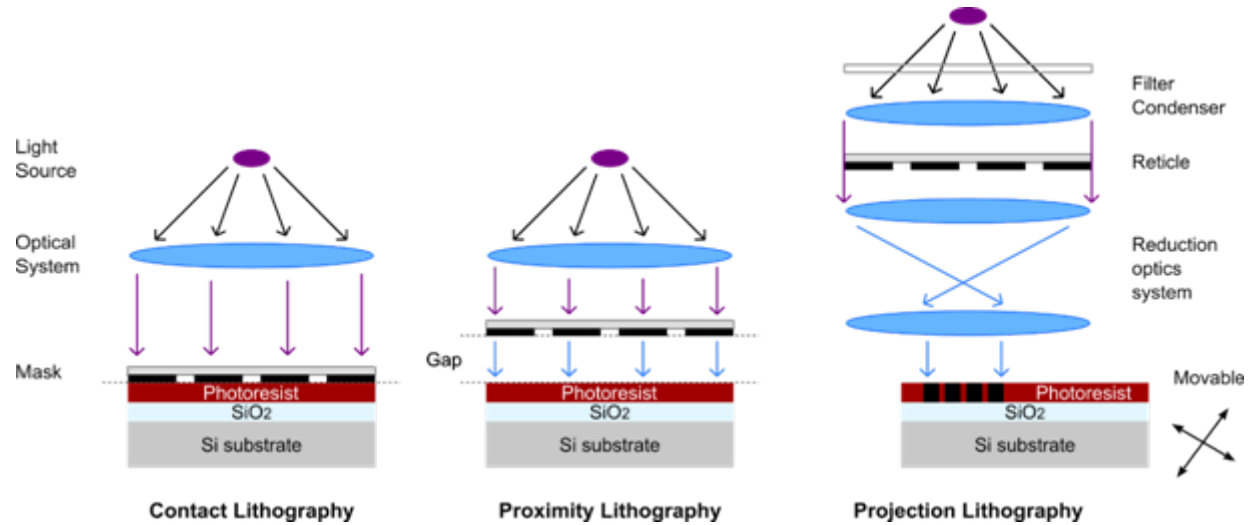 Light
Source
Optical
System
Mask
Photoresist
SiO2
Si substrate
Contact Lithography
Gap
Photoresist
SiO2
Si substrate
Proximity Lithography
Filter
Condenser
Reticle
Reduction
optics
system
Movable
Photoresist
SiO2
Si substrate
Projection Lithography